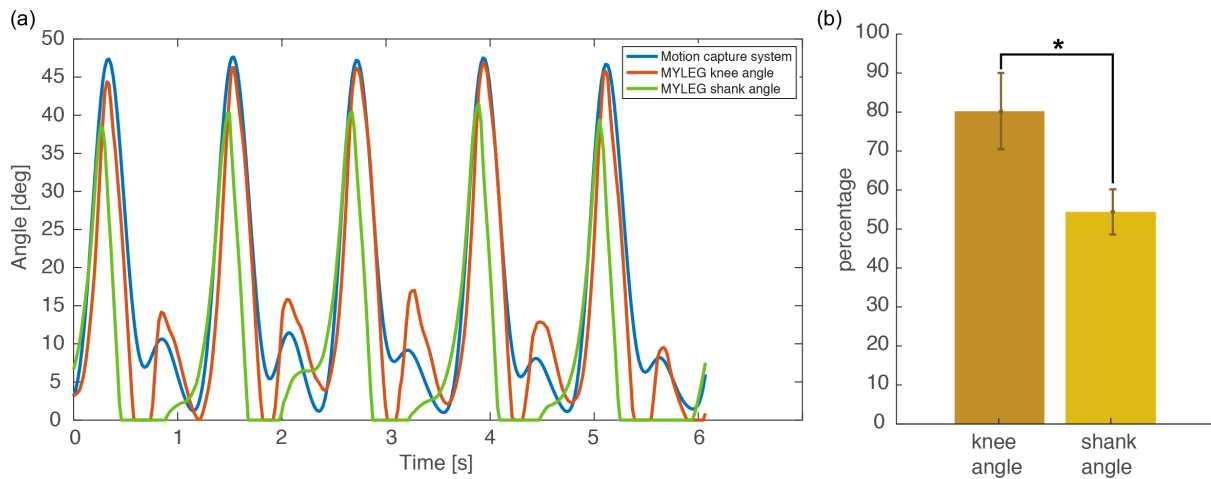 (a)
50
45
40
35
30
25
20
15
10
5
0
Angle [deg]
0 1 2 3 4 5 6
Time [s]
Motion capture system
MYLEG knee angle
MYLEG shank angle
(b)
100
90
80
70
60
50
40
30
20
10
0
percentage
*
knee
angle
shank
angle